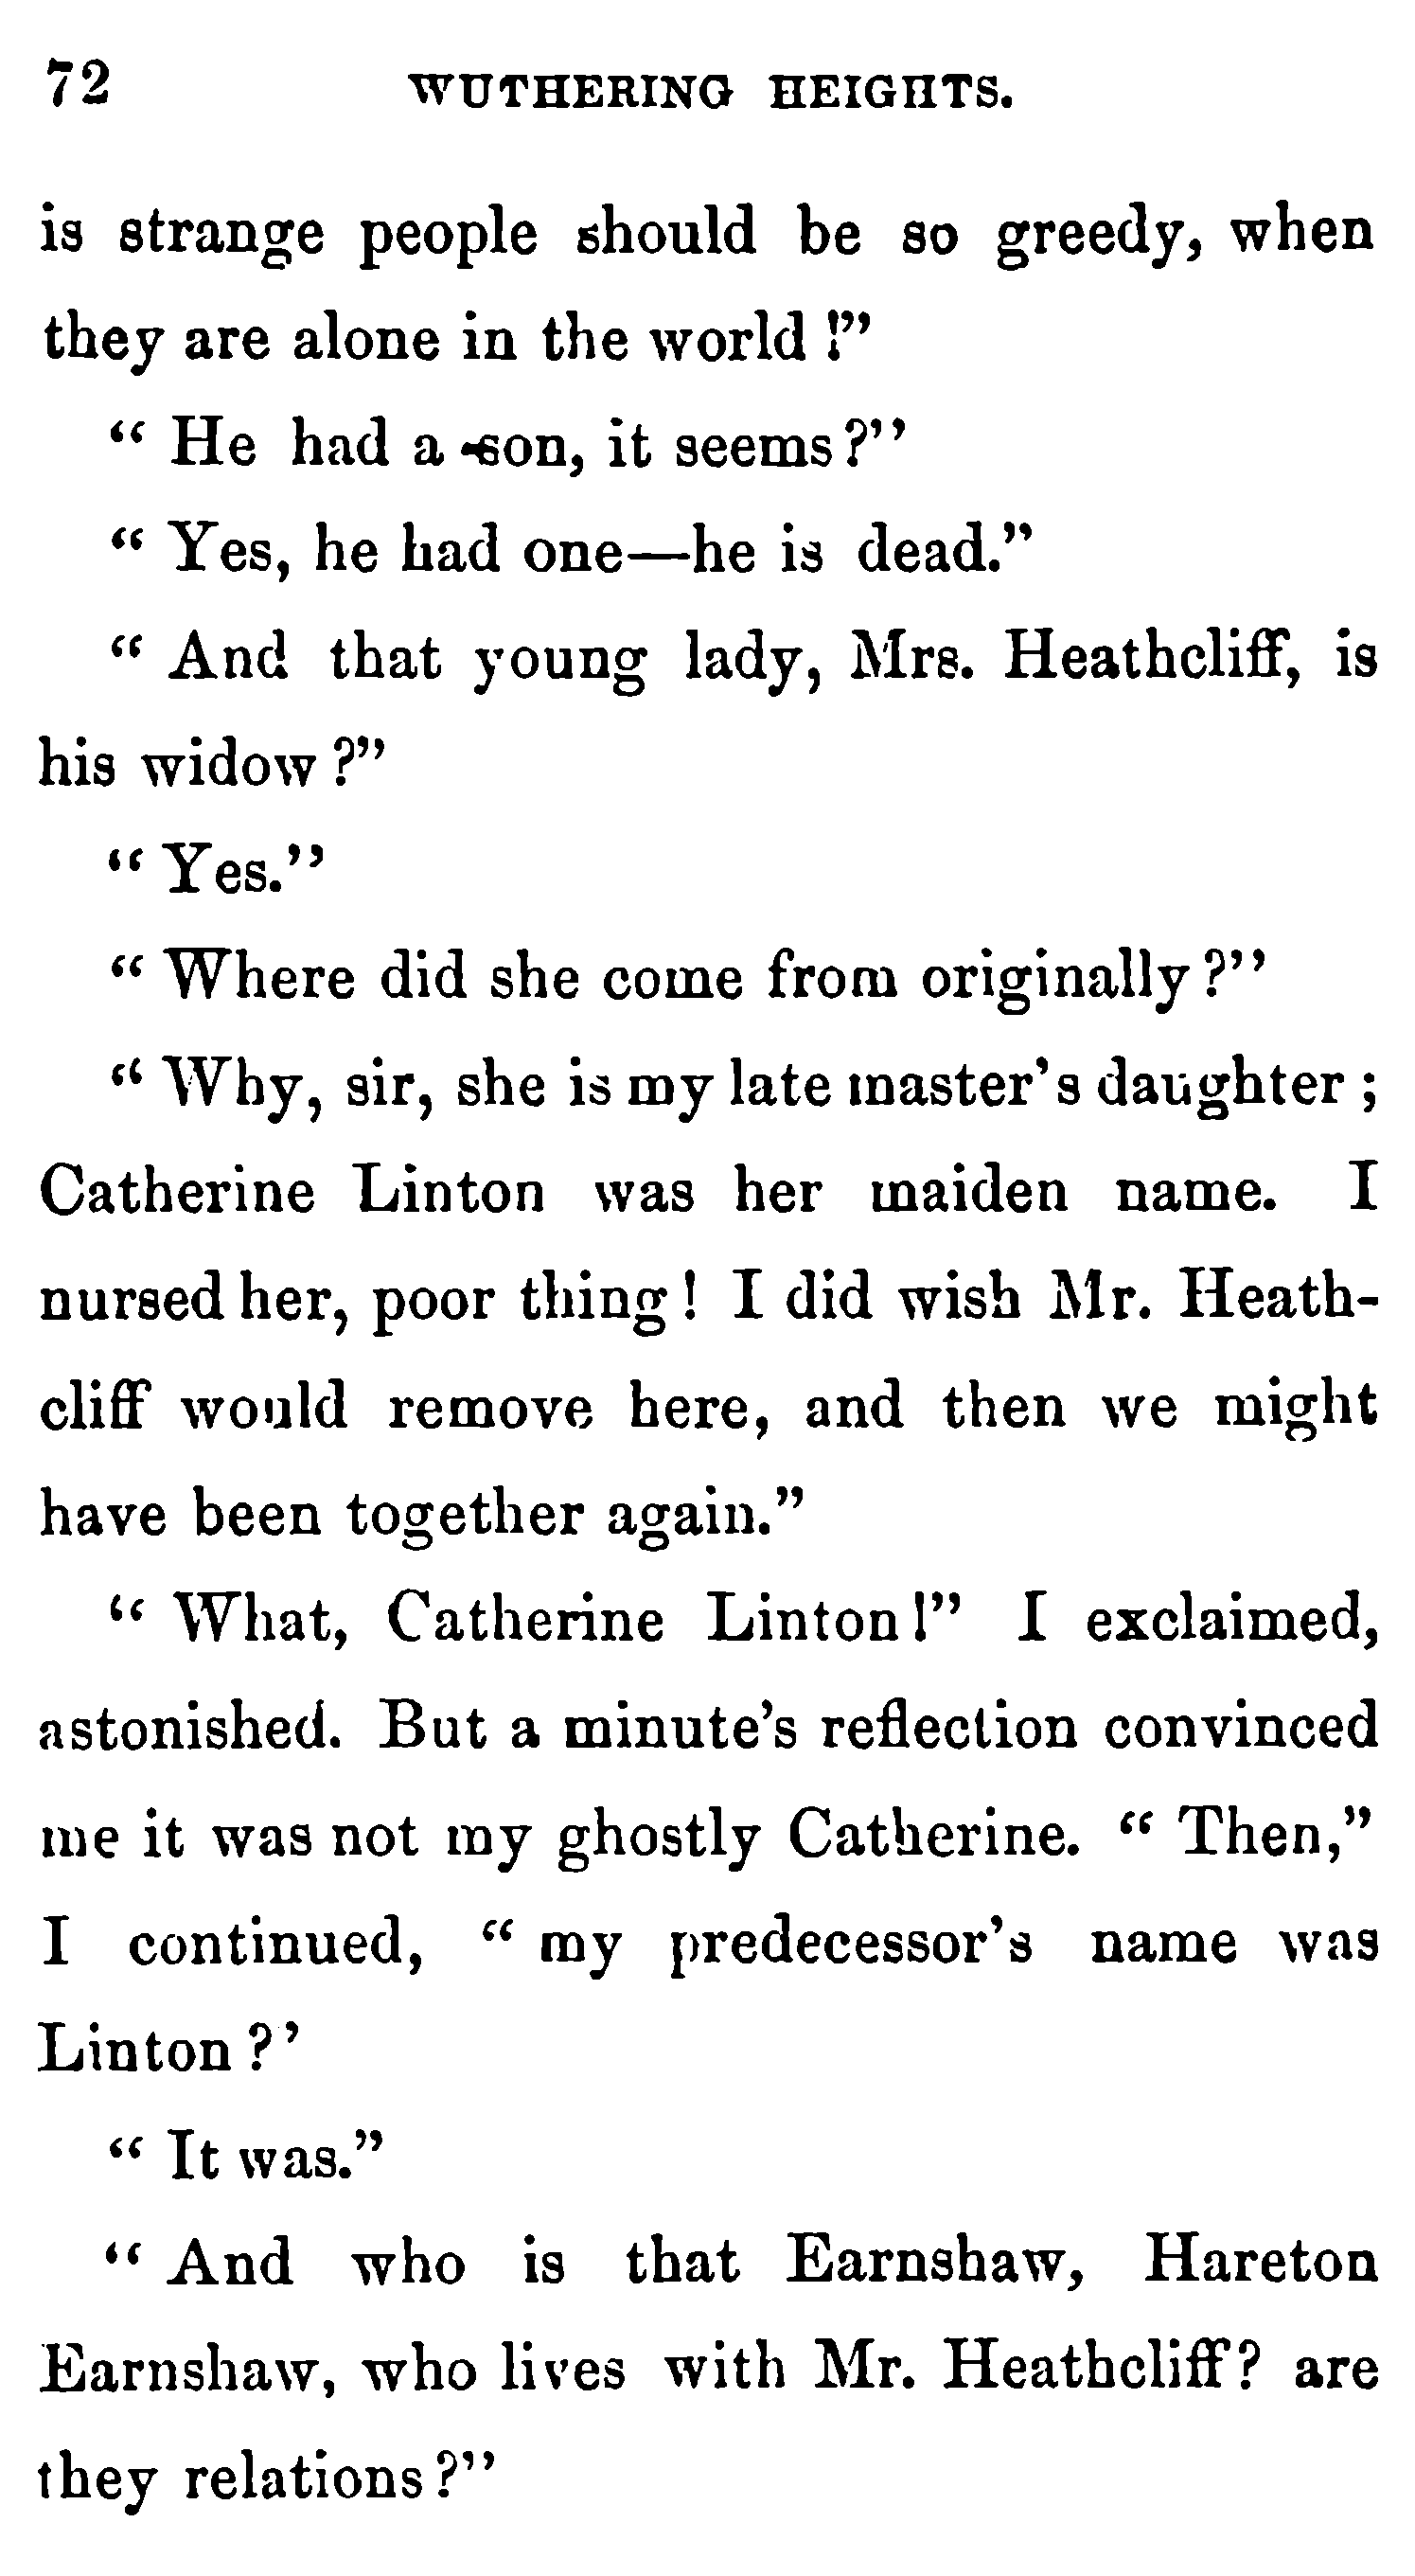 72 WUTHERING HEIGHTS.
is strange people should be so greedy, when
they are alone in the world !"
" He had a son, it seems?"
" Yes, he had one—he is dead."
" And that young lady, Mrs. Heathcliff, is
his widow ?"
" Yes."
" Where did she come from originally?"
" Why, sir, she is my late master's daughter ;
Catherine Linton was her maiden name. I
nursed her, poor thing ! I did wish Mr. Heath-
cliff would remove here, and then we might
have been together again."
" What, Catherine Linton!" I exclaimed,
astonished. But a minute's reflection convinced
me it was not my ghostly Catherine. " Then,"
I continued, " my predecessor's name was
Linton ?'
" It was."
" And who is that Earnshaw, Hareton
Earnshaw, who lives with Mr. Heathcliff? are
they relations?"